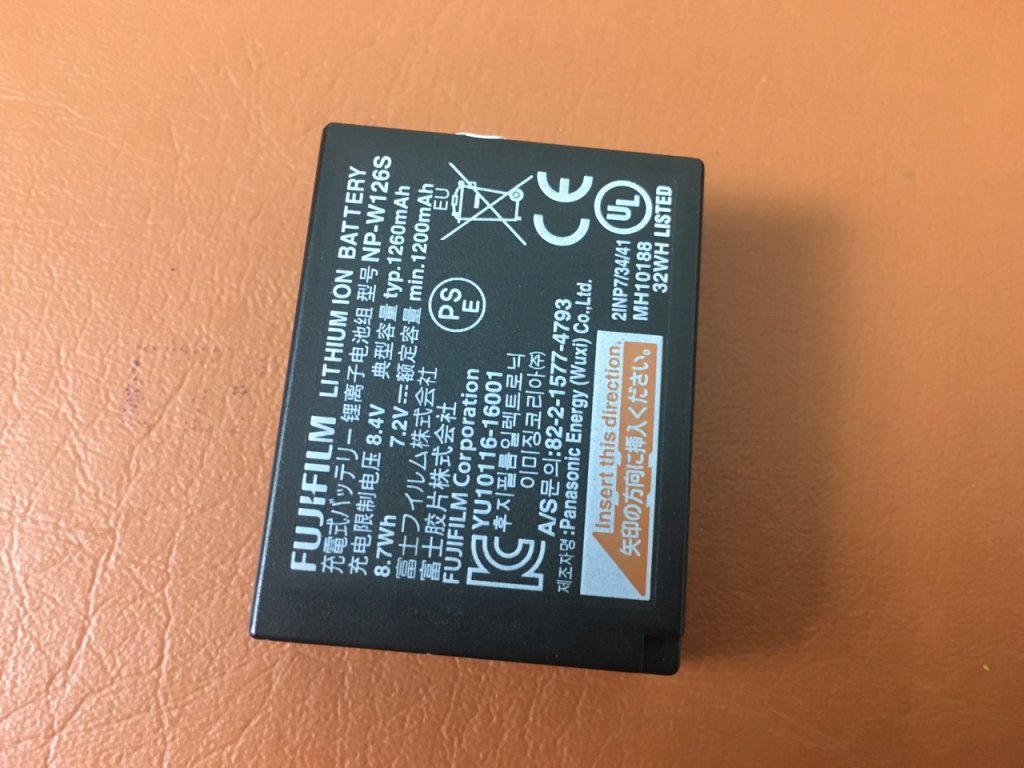 FUJIFILM LITHIUM ION BATTERY
充電式バッテリー 锂离子电池组 型号 NP-W126S
充电限制电压 8.4V 典型容量 typ.1260mAh
8.7Wh 7.2V⎓额定容量 min.1200mAh
富士フイルム株式会社
富士胶片株式会社
FUJIFILM Corporation
YU10116-16001
후지필름일렉트로닉
이미징코리아(주)
A/S문의:82-2-1577-4793
제조자명:Panasonic Energy (Wuxi) Co.,Ltd.
EU
PS
E
CE
UL
2INP7/34/41
MH10188
32WH LISTED
Insert this direction.
矢印の方向に挿入ください。